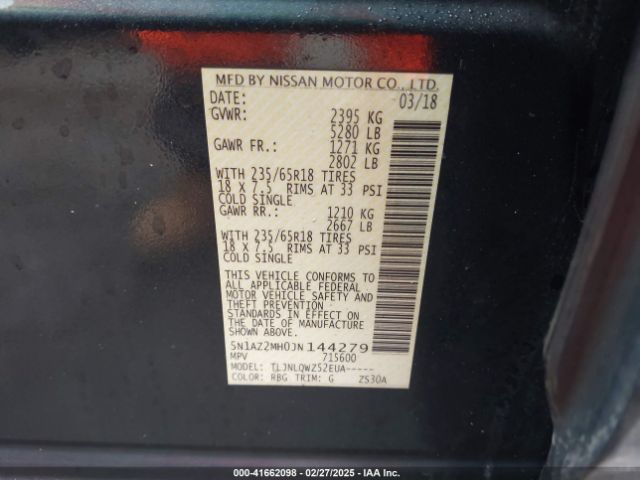 MFD BY NISSAN MOTOR CO., LTD.
DATE: 03/18
GVWR: 2395 KG
5280 LB
GAWR FR.: 1271 KG
2802 LB
WITH 235/65R18 TIRES
18 X 7.5 RIMS AT 33 PSI
COLD SINGLE
GAWR RR.: 1210 KG
2667 LB
WITH 235/65R18 TIRES
18 X 7.5 RIMS AT 33 PSI
COLD SINGLE
THIS VEHICLE CONFORMS TO
ALL APPLICABLE FEDERAL
MOTOR VEHICLE SAFETY AND
THEFT PREVENTION
STANDARDS IN EFFECT ON
THE DATE OF MANUFACTURE
SHOWN ABOVE.
5N1AZ2MH0JN144279
MPV 715600
MODEL: TLJNLQWZ52EUA-----
COLOR: RBG TRIM: G ZS30A
000-41662098 - 02/27/2025 - IAA Inc.